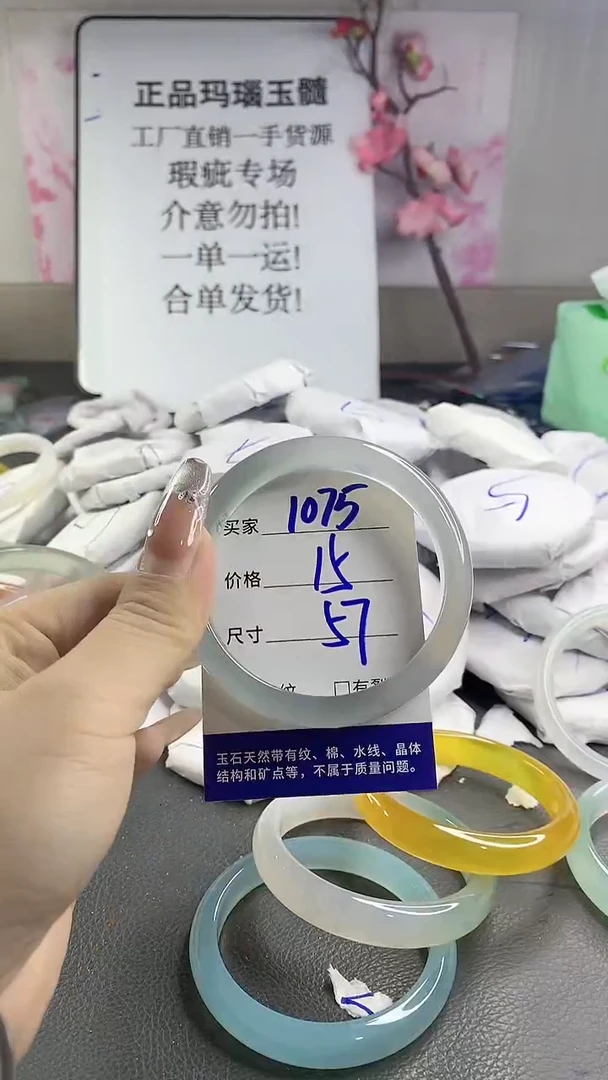 正品玛瑙玉髓
工厂直销一手货源
瑕疵专场
介意勿拍!
一单一运!
合单发货!
买家 1075
价格 15
尺寸 57
纹 □有裂
玉石天然带有纹、棉、水线、晶体
结构和矿点等，不属于质量问题。